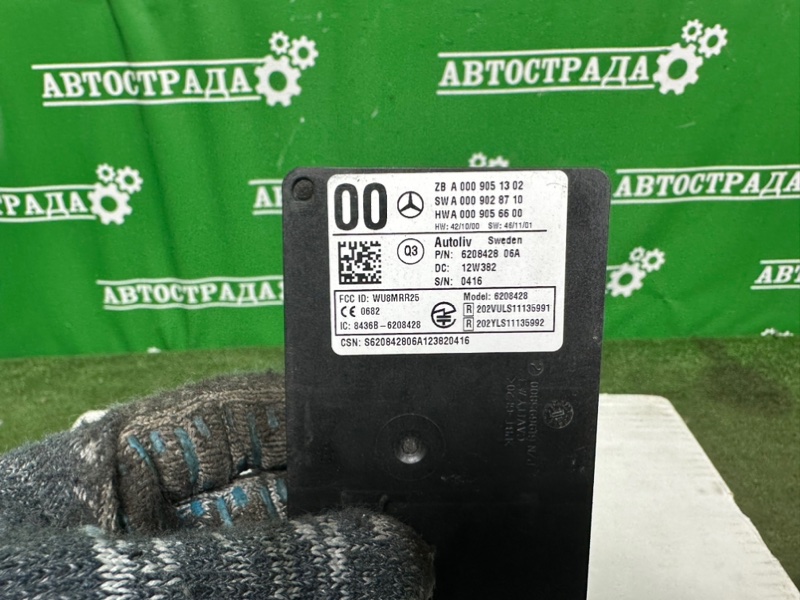 АВТОСТРАДА
АВТОСТРАДА
АВТОСТРАДА
АВТОСТРАДА
АВТОСТРАДА
00
ZB A 000 905 13 02
SW A 000 902 87 10
HW A 000 905 66 00
HW: 42/10/00 SW: 46/11/01
Q3
Autoliv Sweden
P/N: 6208428 06A
DC: 12W382
S/N: 0416
FCC ID: WU8MRR25
CE 0682
IC: 8436B-6208428
Model: 6208428
R 202VULS11135991
R 202YLS11135992
CSN: S620842806A123820416